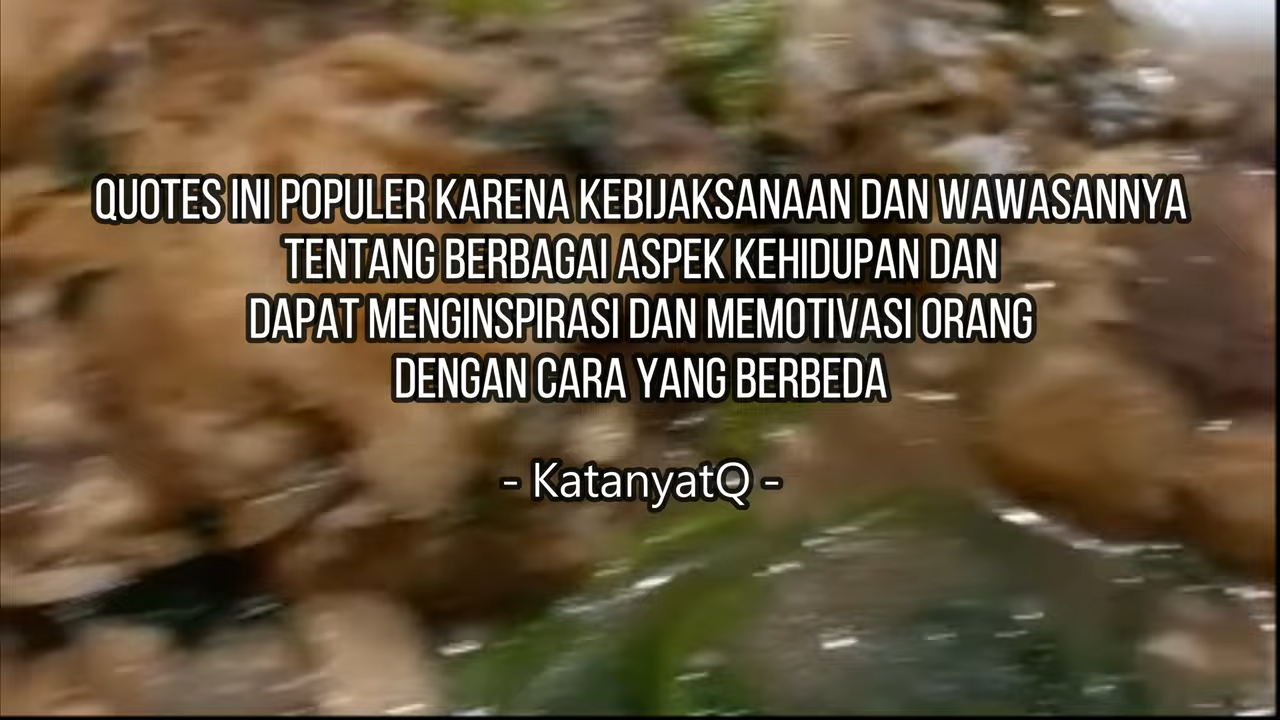 QUOTES INI POPULER KARENA KEBIJAKSANAAN DAN WAWASANNYA
TENTANG BERBAGAI ASPEK KEHIDUPAN DAN
DAPAT MENGINSPIRASI DAN MEMOTIVASI ORANG
DENGAN CARA YANG BERBEDA
- KatanyatQ -